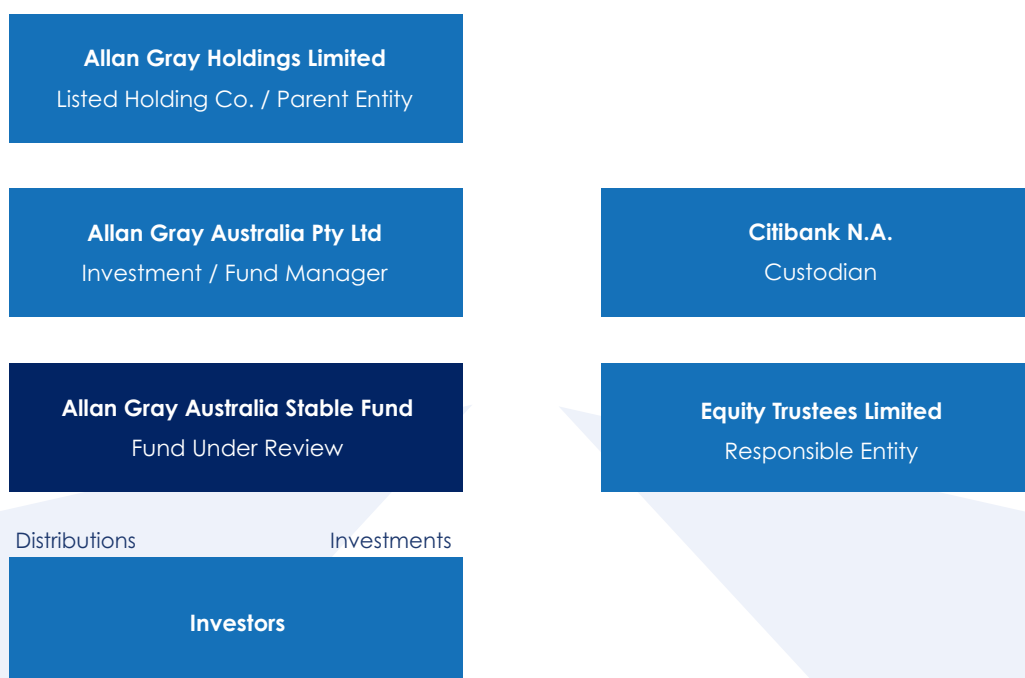 Allan Gray Holdings Limited
Listed Holding Co. / Parent Entity
Allan Gray Australia Pty Ltd
Investment / Fund Manager
Citibank N.A.
Custodian
Allan Gray Australia Stable Fund
Fund Under Review
Equity Trustees Limited
Responsible Entity
Distributions
Investments
Investors